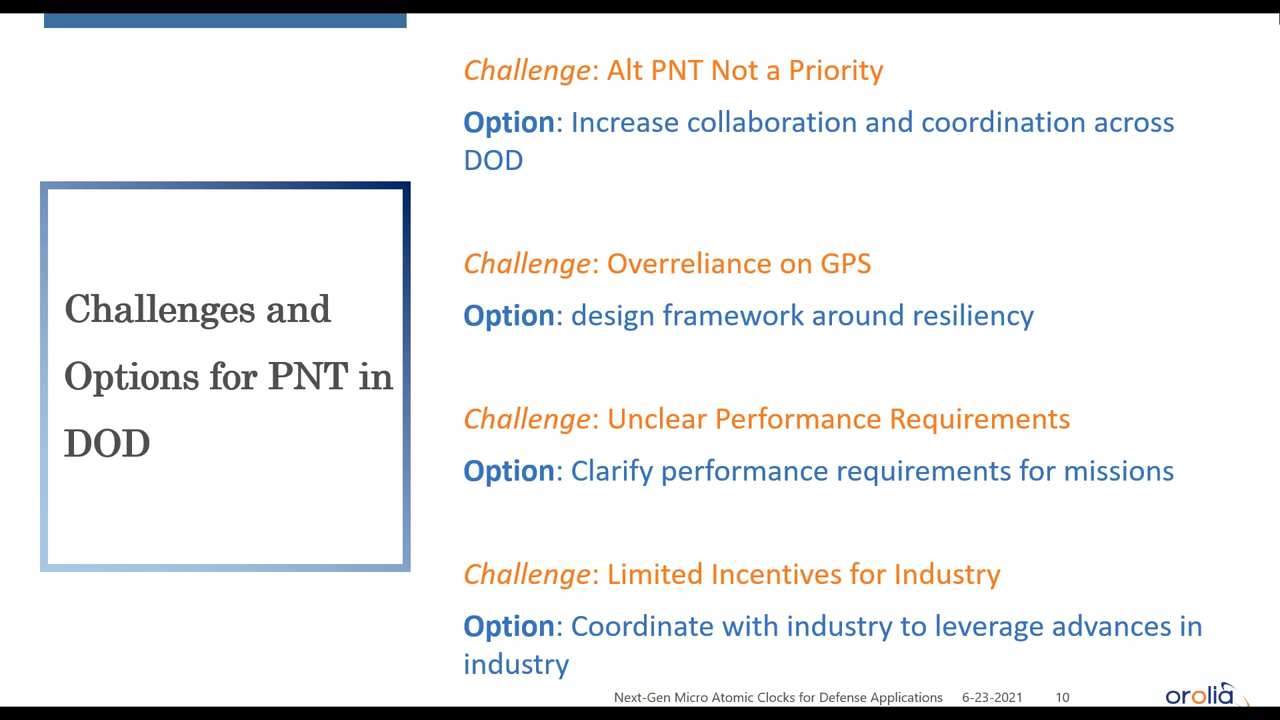 Challenges and
Options for PNT in
DOD
Challenge: Alt PNT Not a Priority
Option: Increase collaboration and coordination across
DOD
Challenge: Overreliance on GPS
Option: design framework around resiliency
Challenge: Unclear Performance Requirements
Option: Clarify performance requirements for missions
Challenge: Limited Incentives for Industry
Option: Coordinate with industry to leverage advances in
industry
Next-Gen Micro Atomic Clocks for Defense Applications 6-23-2021 10
orolia